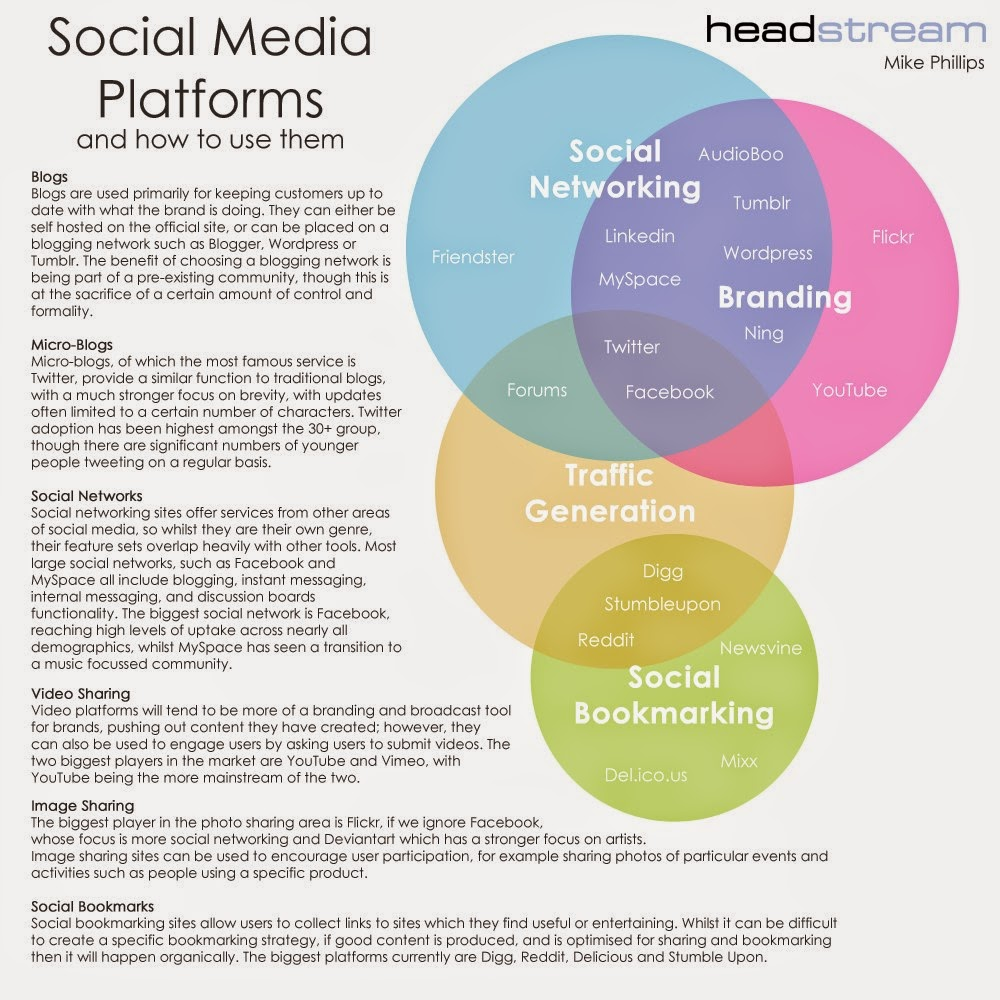 Social Media
Platforms
and how to use them
headstream
Mike Phillips
Blogs
Blogs are used primarily for keeping customers up to
date with what the brand is doing. They can either be
self hosted on the official site, or can be placed on a
blogging network such as Blogger, Wordpress or
Tumblr. The benefit of choosing a blogging network is
being part of a pre-existing community, though this is
at the sacrifice of a certain amount of control and
formality.
Micro-Blogs
Micro-blogs, of which the most famous service is
Twitter, provide a similar function to traditional blogs,
with a much stronger focus on brevity, with updates
often limited to a certain number of characters. Twitter
adoption has been highest amongst the 30+ group,
though there are significant numbers of younger
people tweeting on a regular basis.
Social Networks
Social networking sites offer services from other areas
of social media, so whilst they are their own genre,
their feature sets overlap heavily with other tools. Most
large social networks, such as Facebook and
MySpace all include blogging, instant messaging,
internal messaging, and discussion boards
functionality. The biggest social network is Facebook,
reaching high levels of uptake across nearly all
demographics, whilst MySpace has seen a transition to
a music focussed community.
Video Sharing
Video platforms will tend to be more of a branding and broadcast tool
for brands, pushing out content they have created; however, they
can also be used to engage users by asking users to submit videos. The
two biggest players in the market are YouTube and Vimeo, with
YouTube being the more mainstream of the two.
Image Sharing
The biggest player in the photo sharing area is Flickr, if we ignore Facebook,
whose focus is more social networking and Deviantart which has a stronger focus on artists.
Image sharing sites can be used to encourage user participation, for example sharing photos of particular events and
activities such as people using a specific product.
Social Bookmarks
Social bookmarking sites allow users to collect links to sites which they find useful or entertaining. Whilst it can be difficult
to create a specific bookmarking strategy, if good content is produced, and is optimised for sharing and bookmarking
then it will happen organically. The biggest platforms currently are Digg, Reddit, Delicious and Stumble Upon.
Social
Networking
AudioBoo
Tumblr
Linkedin
Flickr
Wordpress
Friendster
MySpace
Branding
Ning
Twitter
Forums
Facebook
YouTube
Traffic
Generation
Digg
Stumbleupon
Reddit
Newsvine
Social
Bookmarking
Mixx
Del.ico.us